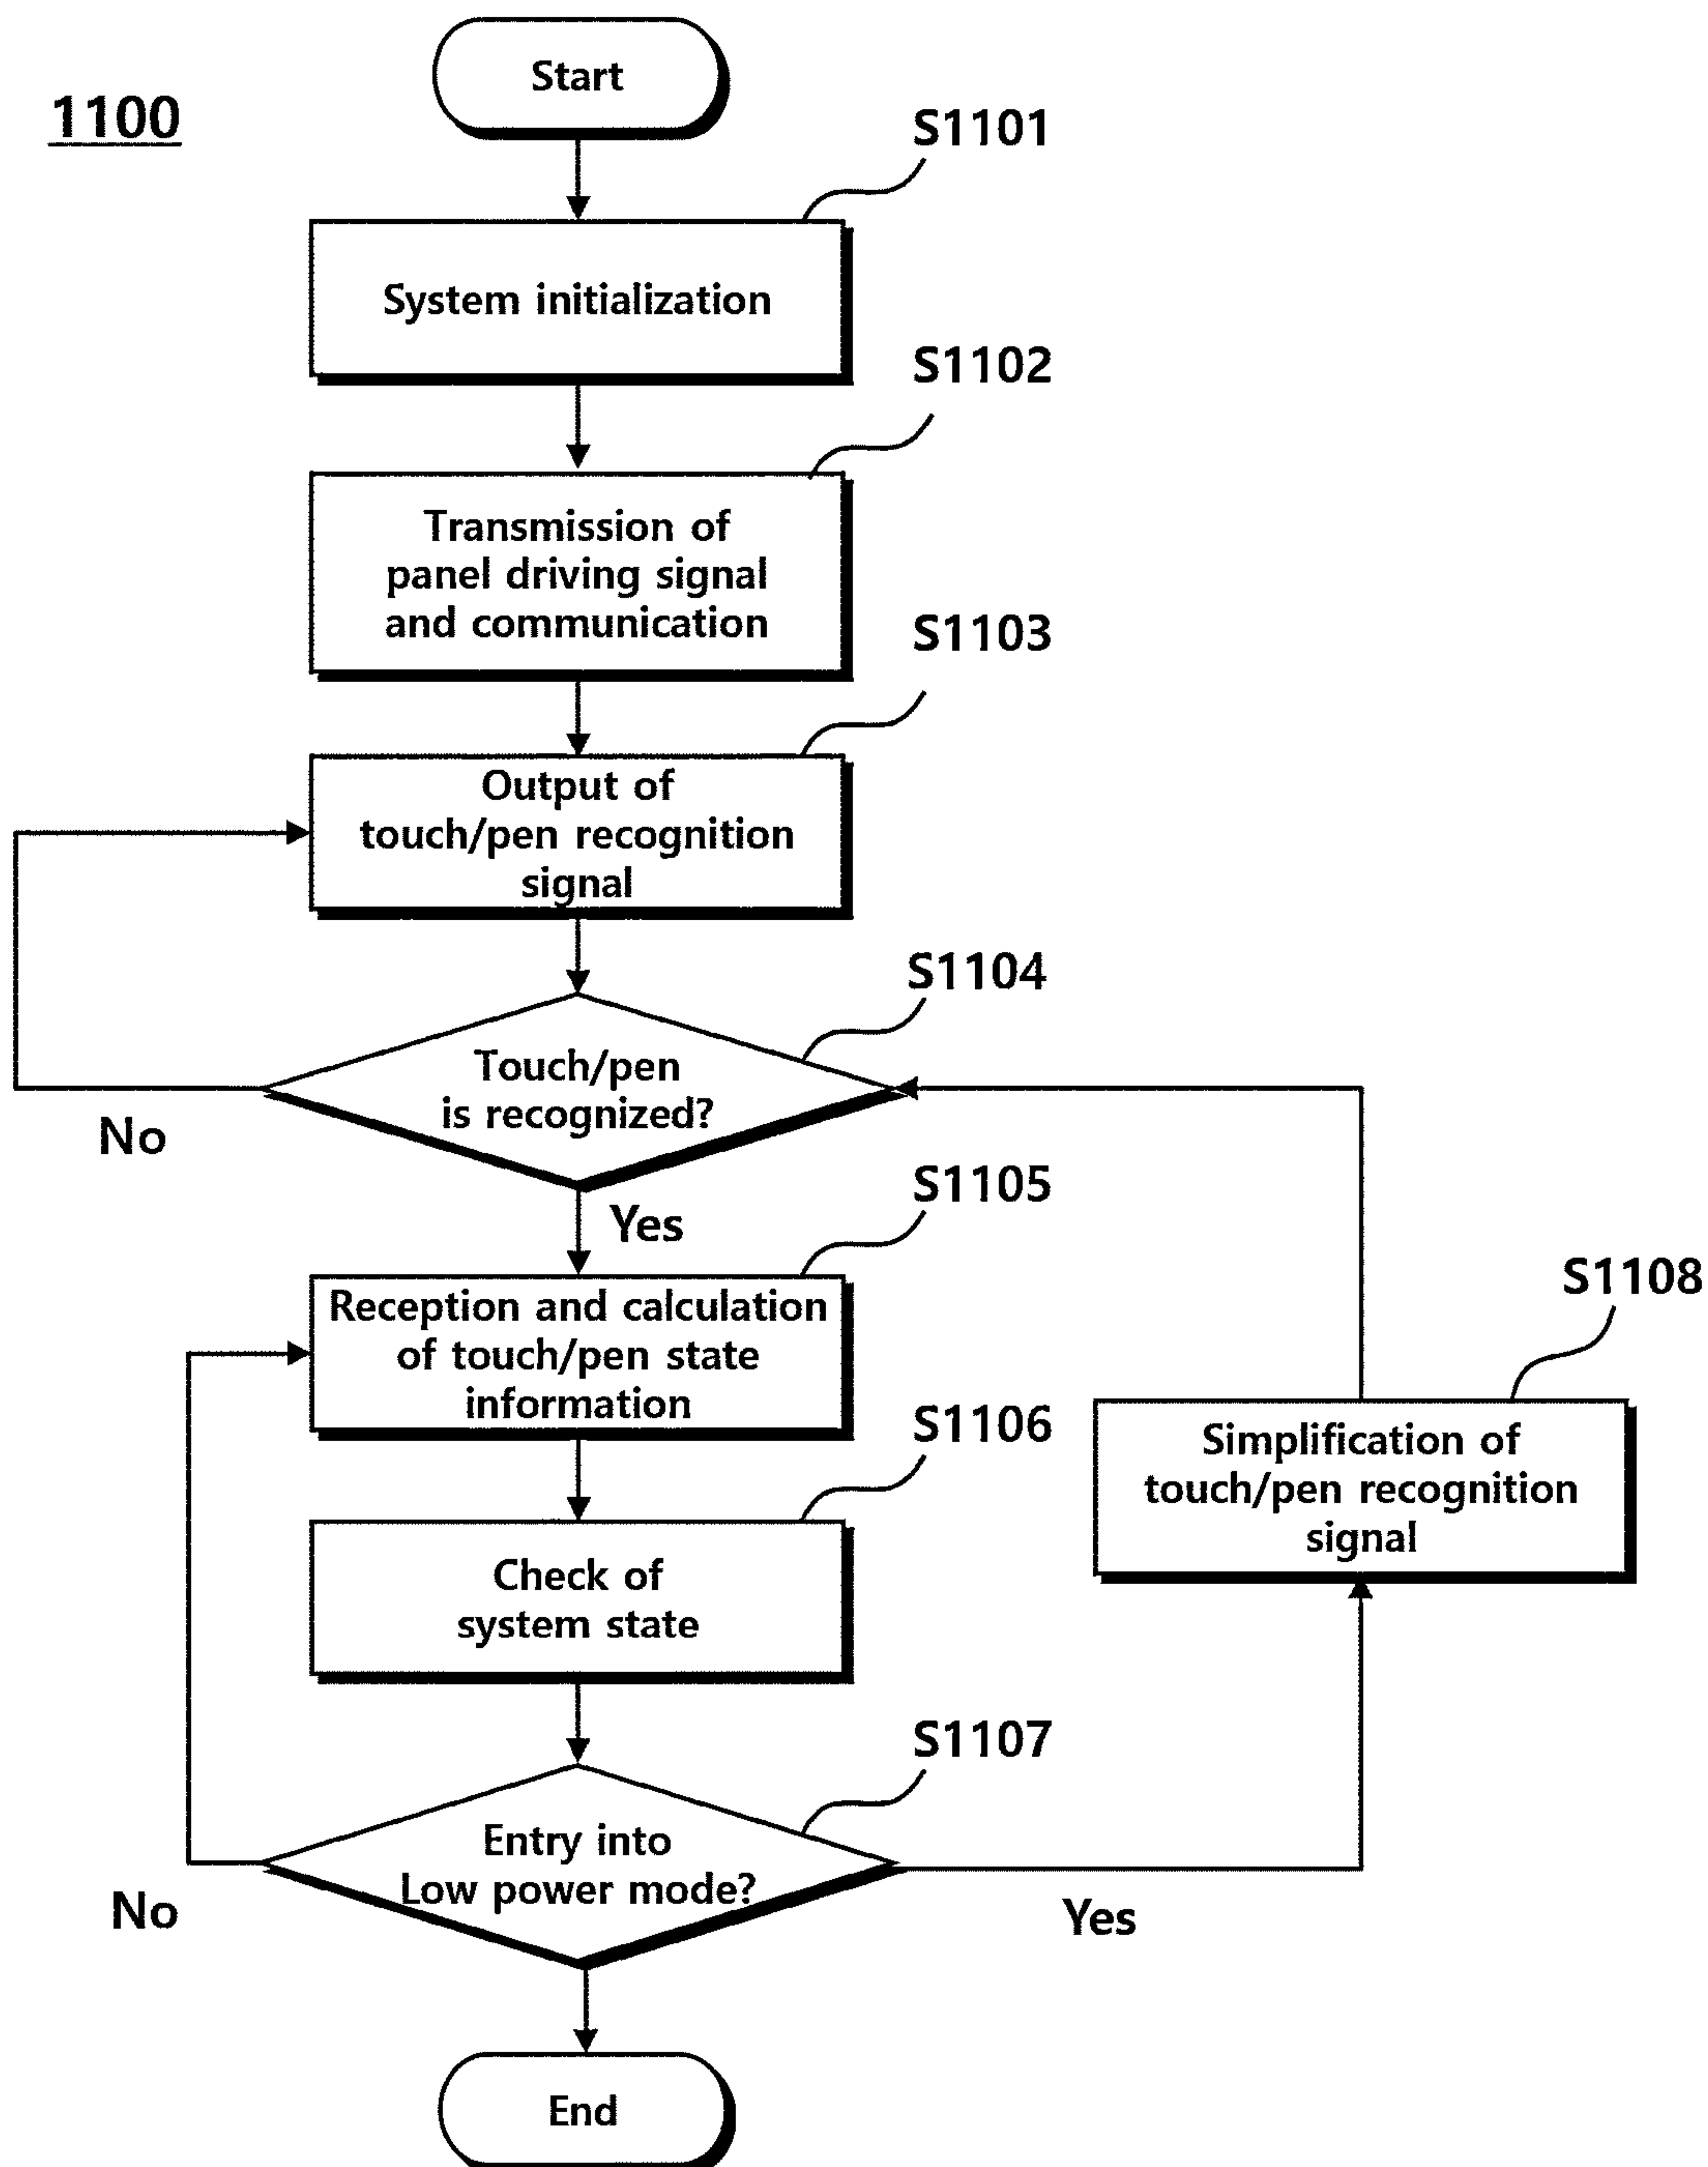 Start
1100
S1101
System initialization
S1102
Transmission of
panel driving signal
and communication
S1103
Output of
touch/pen recognition
signal
S1104
Touch/pen
is recognized?
No
Yes
S1105
Reception and calculation
of touch/pen state
information
S1108
Simplification of
touch/pen recognition
signal
S1106
Check of
system state
S1107
Entry into
Low power mode?
No
Yes
End